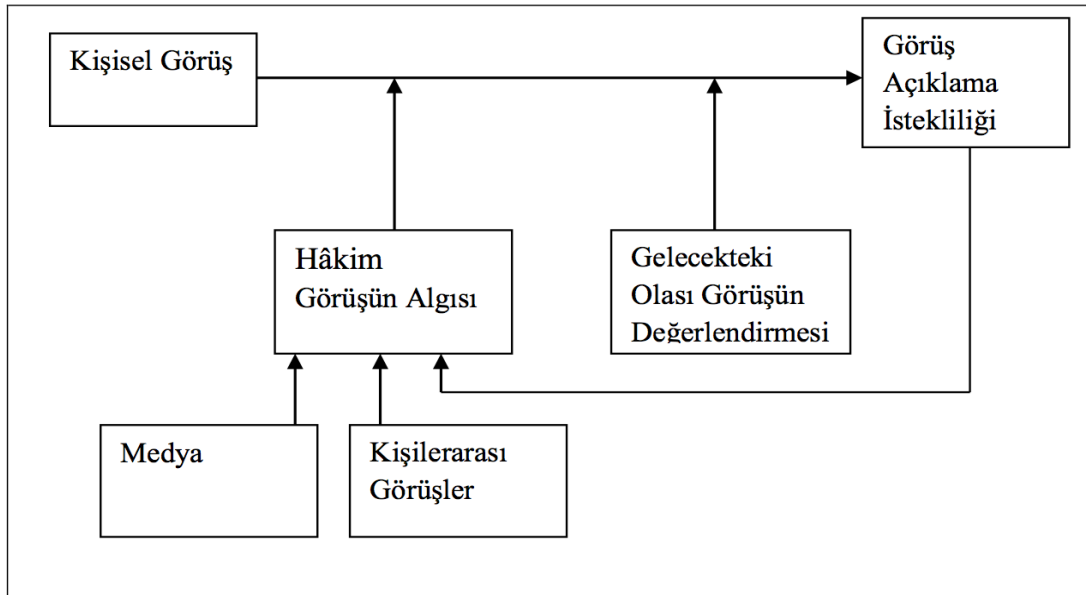 Kişisel Görüş
Görüş
Açıklama
İstekliliği
Hâkim
Görüşün Algısı
Gelecekteki
Olası Görüşün
Değerlendirmesi
Medya
Kişilerarası
Görüşler